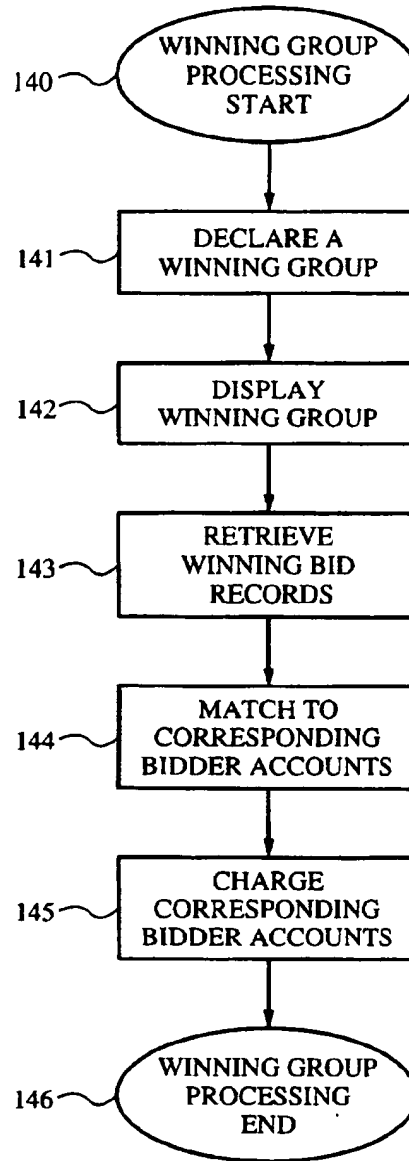 WINNING GROUP
PROCESSING
START
140
DECLARE A
WINNING GROUP
141
DISPLAY
WINNING GROUP
142
RETRIEVE
WINNING BID
RECORDS
143
MATCH TO
CORRESPONDING
BIDDER ACCOUNTS
144
CHARGE
CORRESPONDING
BIDDER ACCOUNTS
145
WINNING GROUP
PROCESSING
END
146